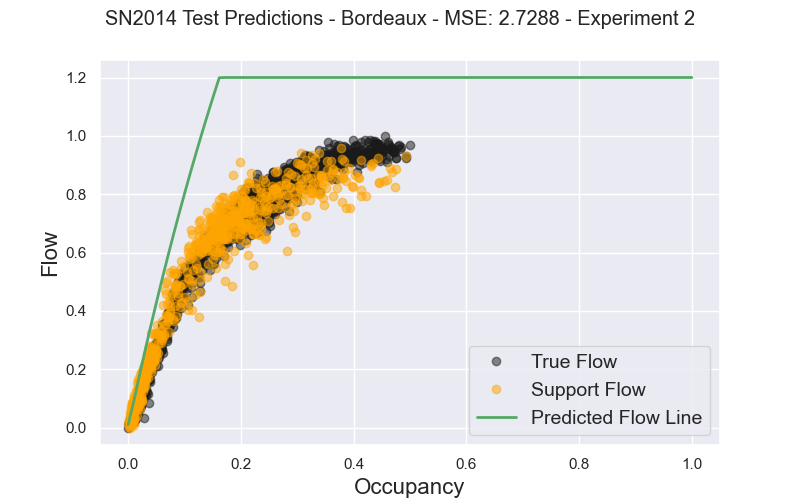 SN2014 Test Predictions - Bordeaux - MSE: 2.7288 - Experiment 2
1.2
1.0
0.8
0.6
0.4
0.2
0.0
Flow
True Flow
Support Flow
Predicted Flow Line
0.0 0.2 0.4 0.6 0.8 1.0
Occupancy